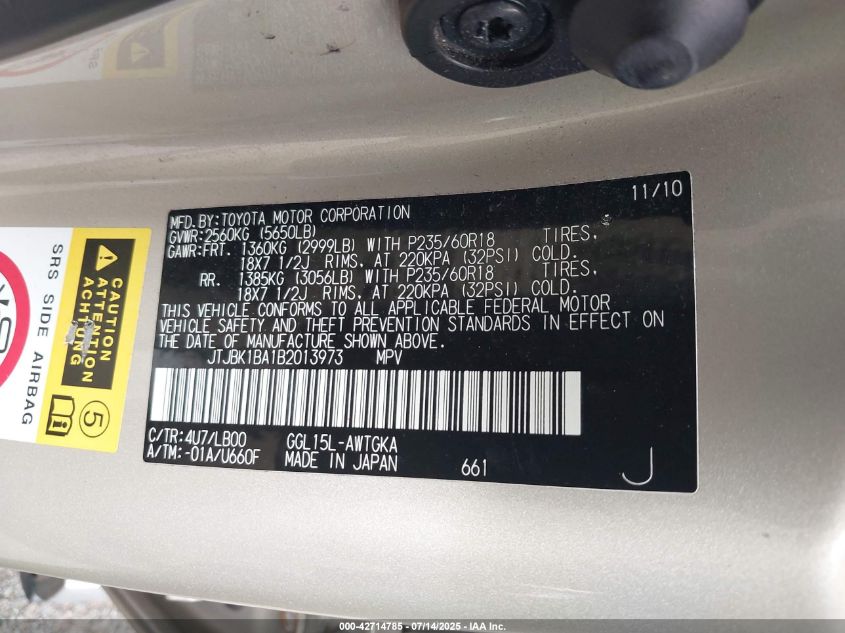 11/10
MFD.BY:TOYOTA MOTOR CORPORATION
GVWR:2560KG (5650LB)
GAWR:FRT. 1360KG (2999LB) WITH P235/60R18 TIRES,
18X7 1/2J RIMS, AT 220KPA (32PSI) COLD.
RR. 1385KG (3056LB) WITH P235/60R18 TIRES,
18X7 1/2J RIMS, AT 220KPA (32PSI) COLD.
THIS VEHICLE CONFORMS TO ALL APPLICABLE FEDERAL MOTOR
VEHICLE SAFETY AND THEFT PREVENTION STANDARDS IN EFFECT ON
THE DATE OF MANUFACTURE SHOWN ABOVE.
JTJBK1BA1B2013973 MPV
C/TR:4U7/LB00 GGL15L-AWTGKA
A/TM:-01A/U660F MADE IN JAPAN 661 J
SRS SIDE AIRBAG
CAUTION
ATTENTION
ACHTUNG
i
5
000-42714785 - 07/14/2025 - IAA Inc.